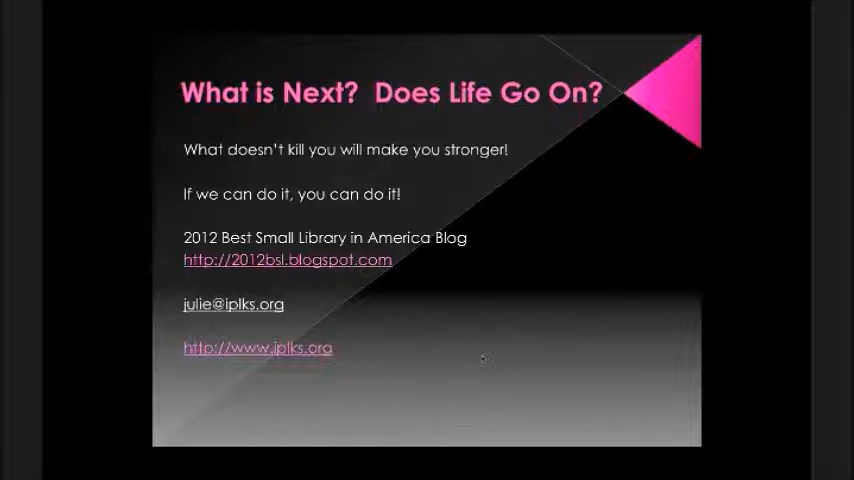 What is Next?  Does Life Go On?
What doesn't kill you will make you stronger!
If we can do it, you can do it!
2012 Best Small Library in America Blog
http://2012bsl.blogspot.com
julie@iplks.org
http://www.iplks.org